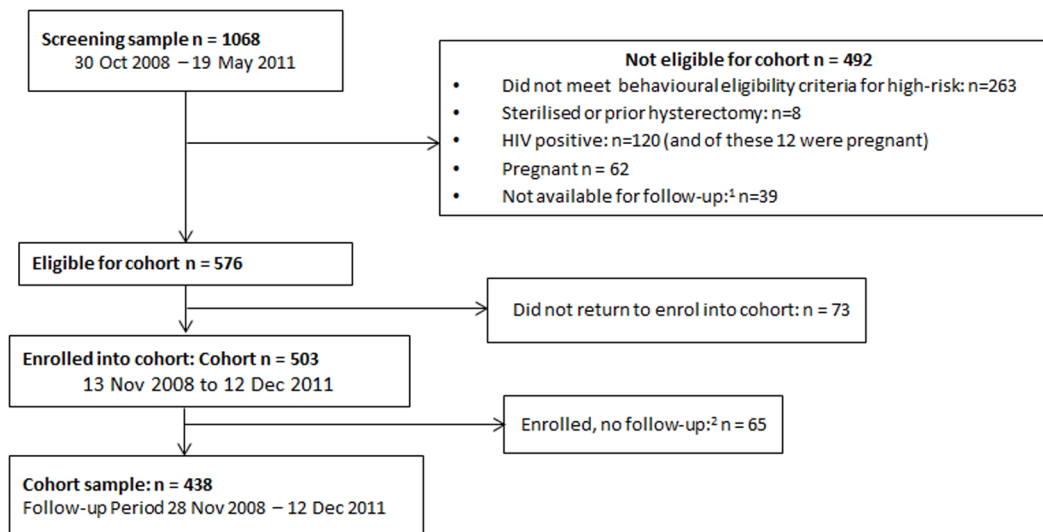 Screening sample n = 1068
30 Oct 2008 – 19 May 2011
Not eligible for cohort n = 492
• Did not meet behavioural eligibility criteria for high-risk: n=263
• Sterilised or prior hysterectomy: n=8
• HIV positive: n=120 (and of these 12 were pregnant)
• Pregnant n = 62
• Not available for follow-up:¹ n=39
Eligible for cohort n = 576
Did not return to enrol into cohort: n = 73
Enrolled into cohort: Cohort n = 503
13 Nov 2008 to 12 Dec 2011
Enrolled, no follow-up:² n = 65
Cohort sample: n = 438
Follow-up Period 28 Nov 2008 – 12 Dec 2011